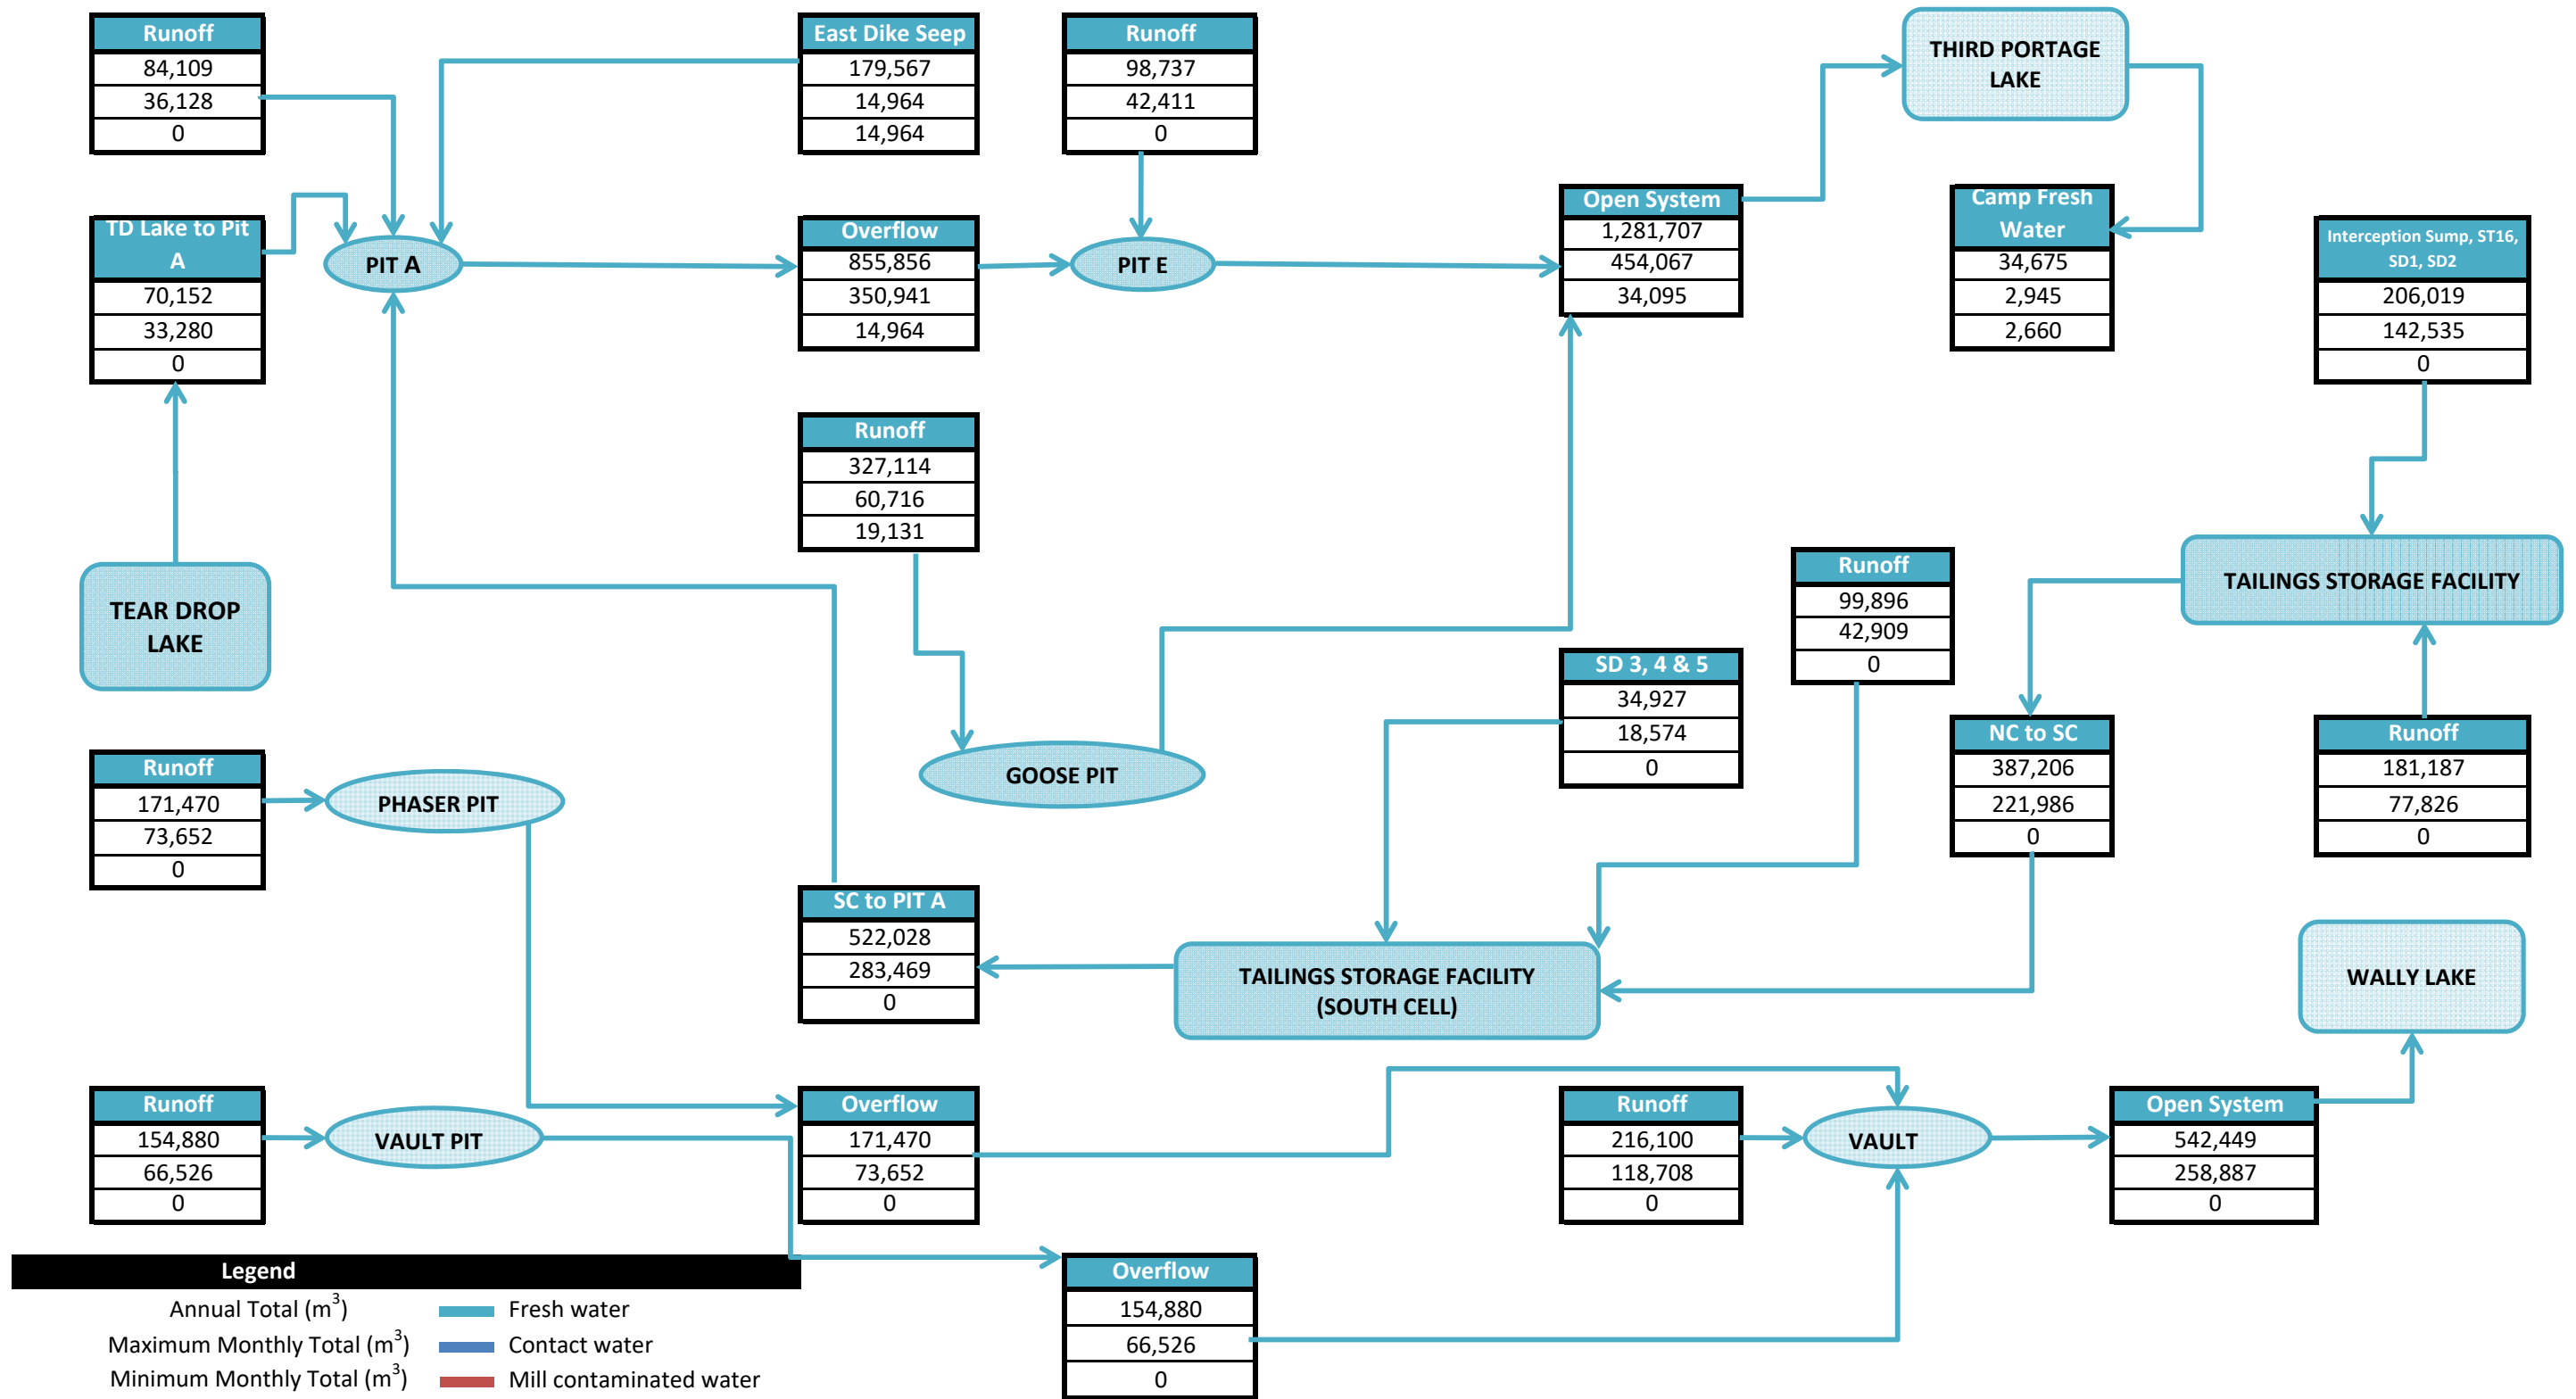 Runoff
84,109
36,128
0
East Dike Seep
179,567
14,964
14,964
Runoff
98,737
42,411
0
THIRD PORTAGE
LAKE
TD Lake to Pit
A
70,152
33,280
0
PIT A
Overflow
855,856
350,941
14,964
PIT E
Open System
1,281,707
454,067
34,095
Camp Fresh
Water
34,675
2,945
2,660
Interception Sump, ST16,
SD1, SD2
206,019
142,535
0
Runoff
327,114
60,716
19,131
TEAR DROP
LAKE
Runoff
99,896
42,909
0
TAILINGS STORAGE FACILITY
SD 3, 4 & 5
34,927
18,574
0
Runoff
171,470
73,652
0
PHASER PIT
GOOSE PIT
NC to SC
387,206
221,986
0
Runoff
181,187
77,826
0
SC to PIT A
522,028
283,469
0
TAILINGS STORAGE FACILITY
(SOUTH CELL)
WALLY LAKE
Runoff
154,880
66,526
0
VAULT PIT
Overflow
171,470
73,652
0
Runoff
216,100
118,708
0
VAULT
Open System
542,449
258,887
0
Overflow
154,880
66,526
0
Legend
Annual Total (m³) Fresh water
Maximum Monthly Total (m³) Contact water
Minimum Monthly Total (m³) Mill contaminated water